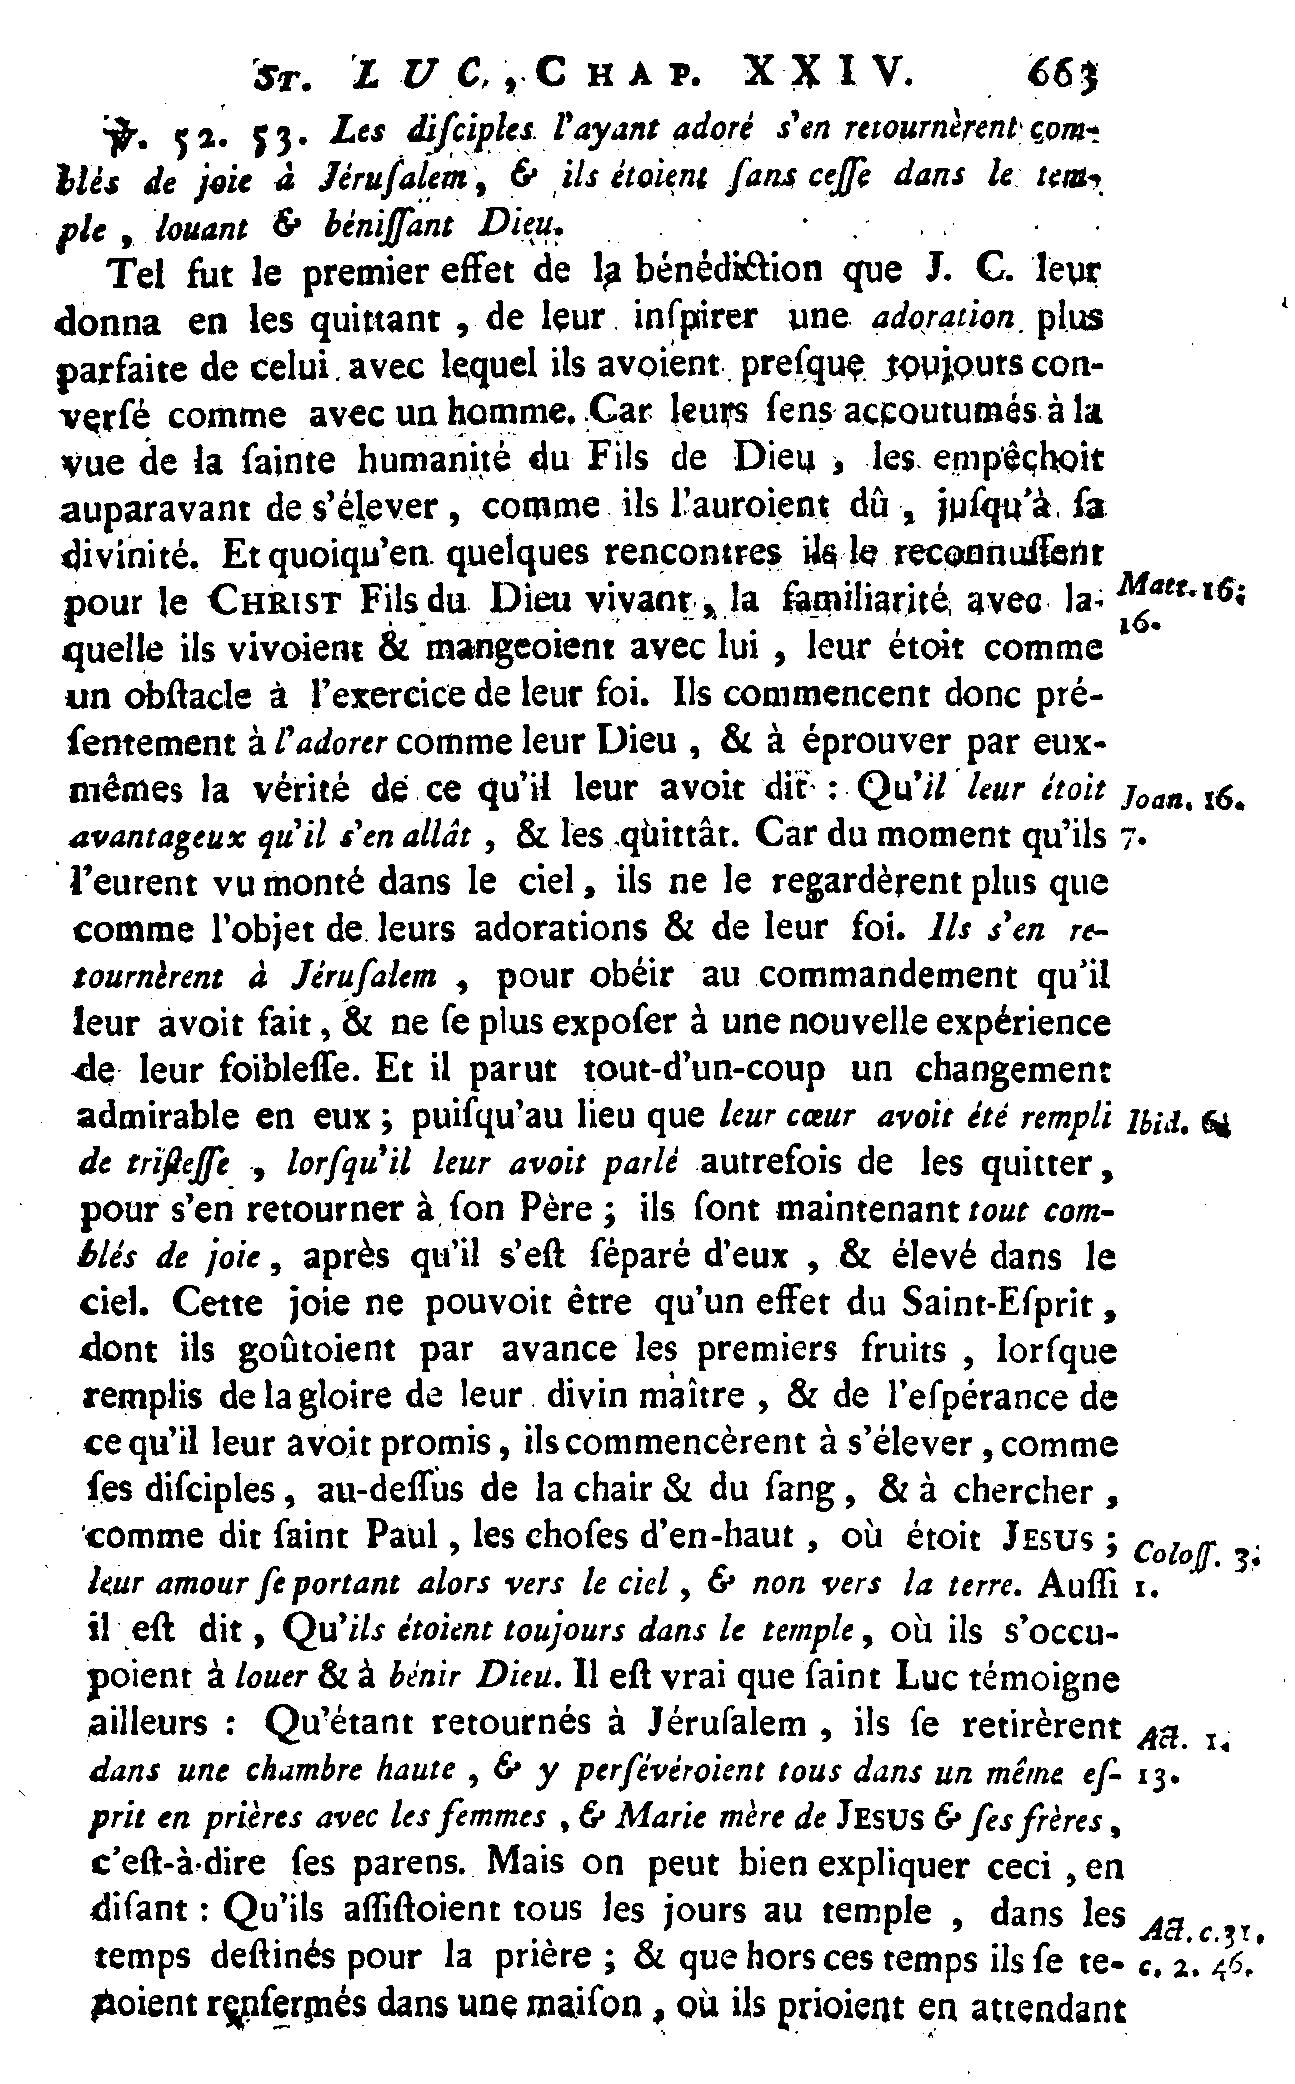 ST. LUC, CHAP. XXIV. 663
℣. 52. 53. Les diſciples l'ayant adoré s'en retournèrent com-
blés de joie à Jéruſalem, & ils étoient ſans ceſſe dans le tem-
ple, louant & béniſſant Dieu.
Tel fut le premier effet de la bénédiction que J. C. leur
donna en les quittant, de leur inſpirer une adoration plus
parfaite de celui avec lequel ils avoient preſque toujours con-
verſé comme avec un homme. Car leurs ſens accoutumés à la
vue de la ſainte humanité du Fils de Dieu, les empêchoit
auparavant de s'élever, comme ils l'auroient dû, juſqu'à ſa
divinité. Et quoiqu'en quelques rencontres ils le reconnuſſent
pour le CHRIST Fils du Dieu vivant, la familiarité avec la-
Matt. 16.
16.
quelle ils vivoient & mangeoient avec lui, leur étoit comme
un obſtacle à l'exercice de leur foi. Ils commencent donc pré-
ſentement à l'adorer comme leur Dieu, & à éprouver par eux-
mêmes la vérité de ce qu'il leur avoit dit : Qu'il leur étoit
Joan. 16.
avantageux qu'il s'en allât, & les quittât. Car du moment qu'ils
7.
l'eurent vu monté dans le ciel, ils ne le regardèrent plus que
comme l'objet de leurs adorations & de leur foi. Ils s'en re-
tournèrent à Jéruſalem, pour obéir au commandement qu'il
leur avoit fait, & ne ſe plus expoſer à une nouvelle expérience
de leur foibleſſe. Et il parut tout-d'un-coup un changement
admirable en eux ; puiſqu'au lieu que leur cœur avoit été rempli
Ibid.
de triſteſſe, lorſqu'il leur avoit parlé autrefois de les quitter,
pour s'en retourner à ſon Père ; ils ſont maintenant tout com-
blés de joie, après qu'il s'eſt ſéparé d'eux, & élevé dans le
ciel. Cette joie ne pouvoit être qu'un effet du Saint-Eſprit,
dont ils goûtoient par avance les premiers fruits, lorſque
remplis de la gloire de leur divin maître, & de l'eſpérance de
ce qu'il leur avoit promis, ils commencèrent à s'élever, comme
ſes diſciples, au-deſſus de la chair & du ſang, & à chercher,
comme dit ſaint Paul, les choſes d'en-haut, où étoit JESUS ;
Coloſſ. 3.
leur amour ſe portant alors vers le ciel, & non vers la terre. Auſſi
1.
il eſt dit, Qu'ils étoient toujours dans le temple, où ils s'occu-
poient à louer & à bénir Dieu. Il eſt vrai que ſaint Luc témoigne
ailleurs : Qu'étant retournés à Jéruſalem, ils ſe retirèrent
Act. 1.
dans une chambre haute, & y perſévéroient tous dans un même eſ-
13.
prit en prières avec les femmes, & Marie mère de JESUS & ſes frères,
c'eſt-à-dire ſes parens. Mais on peut bien expliquer ceci, en
diſant : Qu'ils aſſiſtoient tous les jours au temple, dans les
Act. c. 31.
temps deſtinés pour la prière ; & que hors ces temps ils ſe te-
c. 2. 46.
noient renfermés dans une maiſon, où ils prioient en attendant